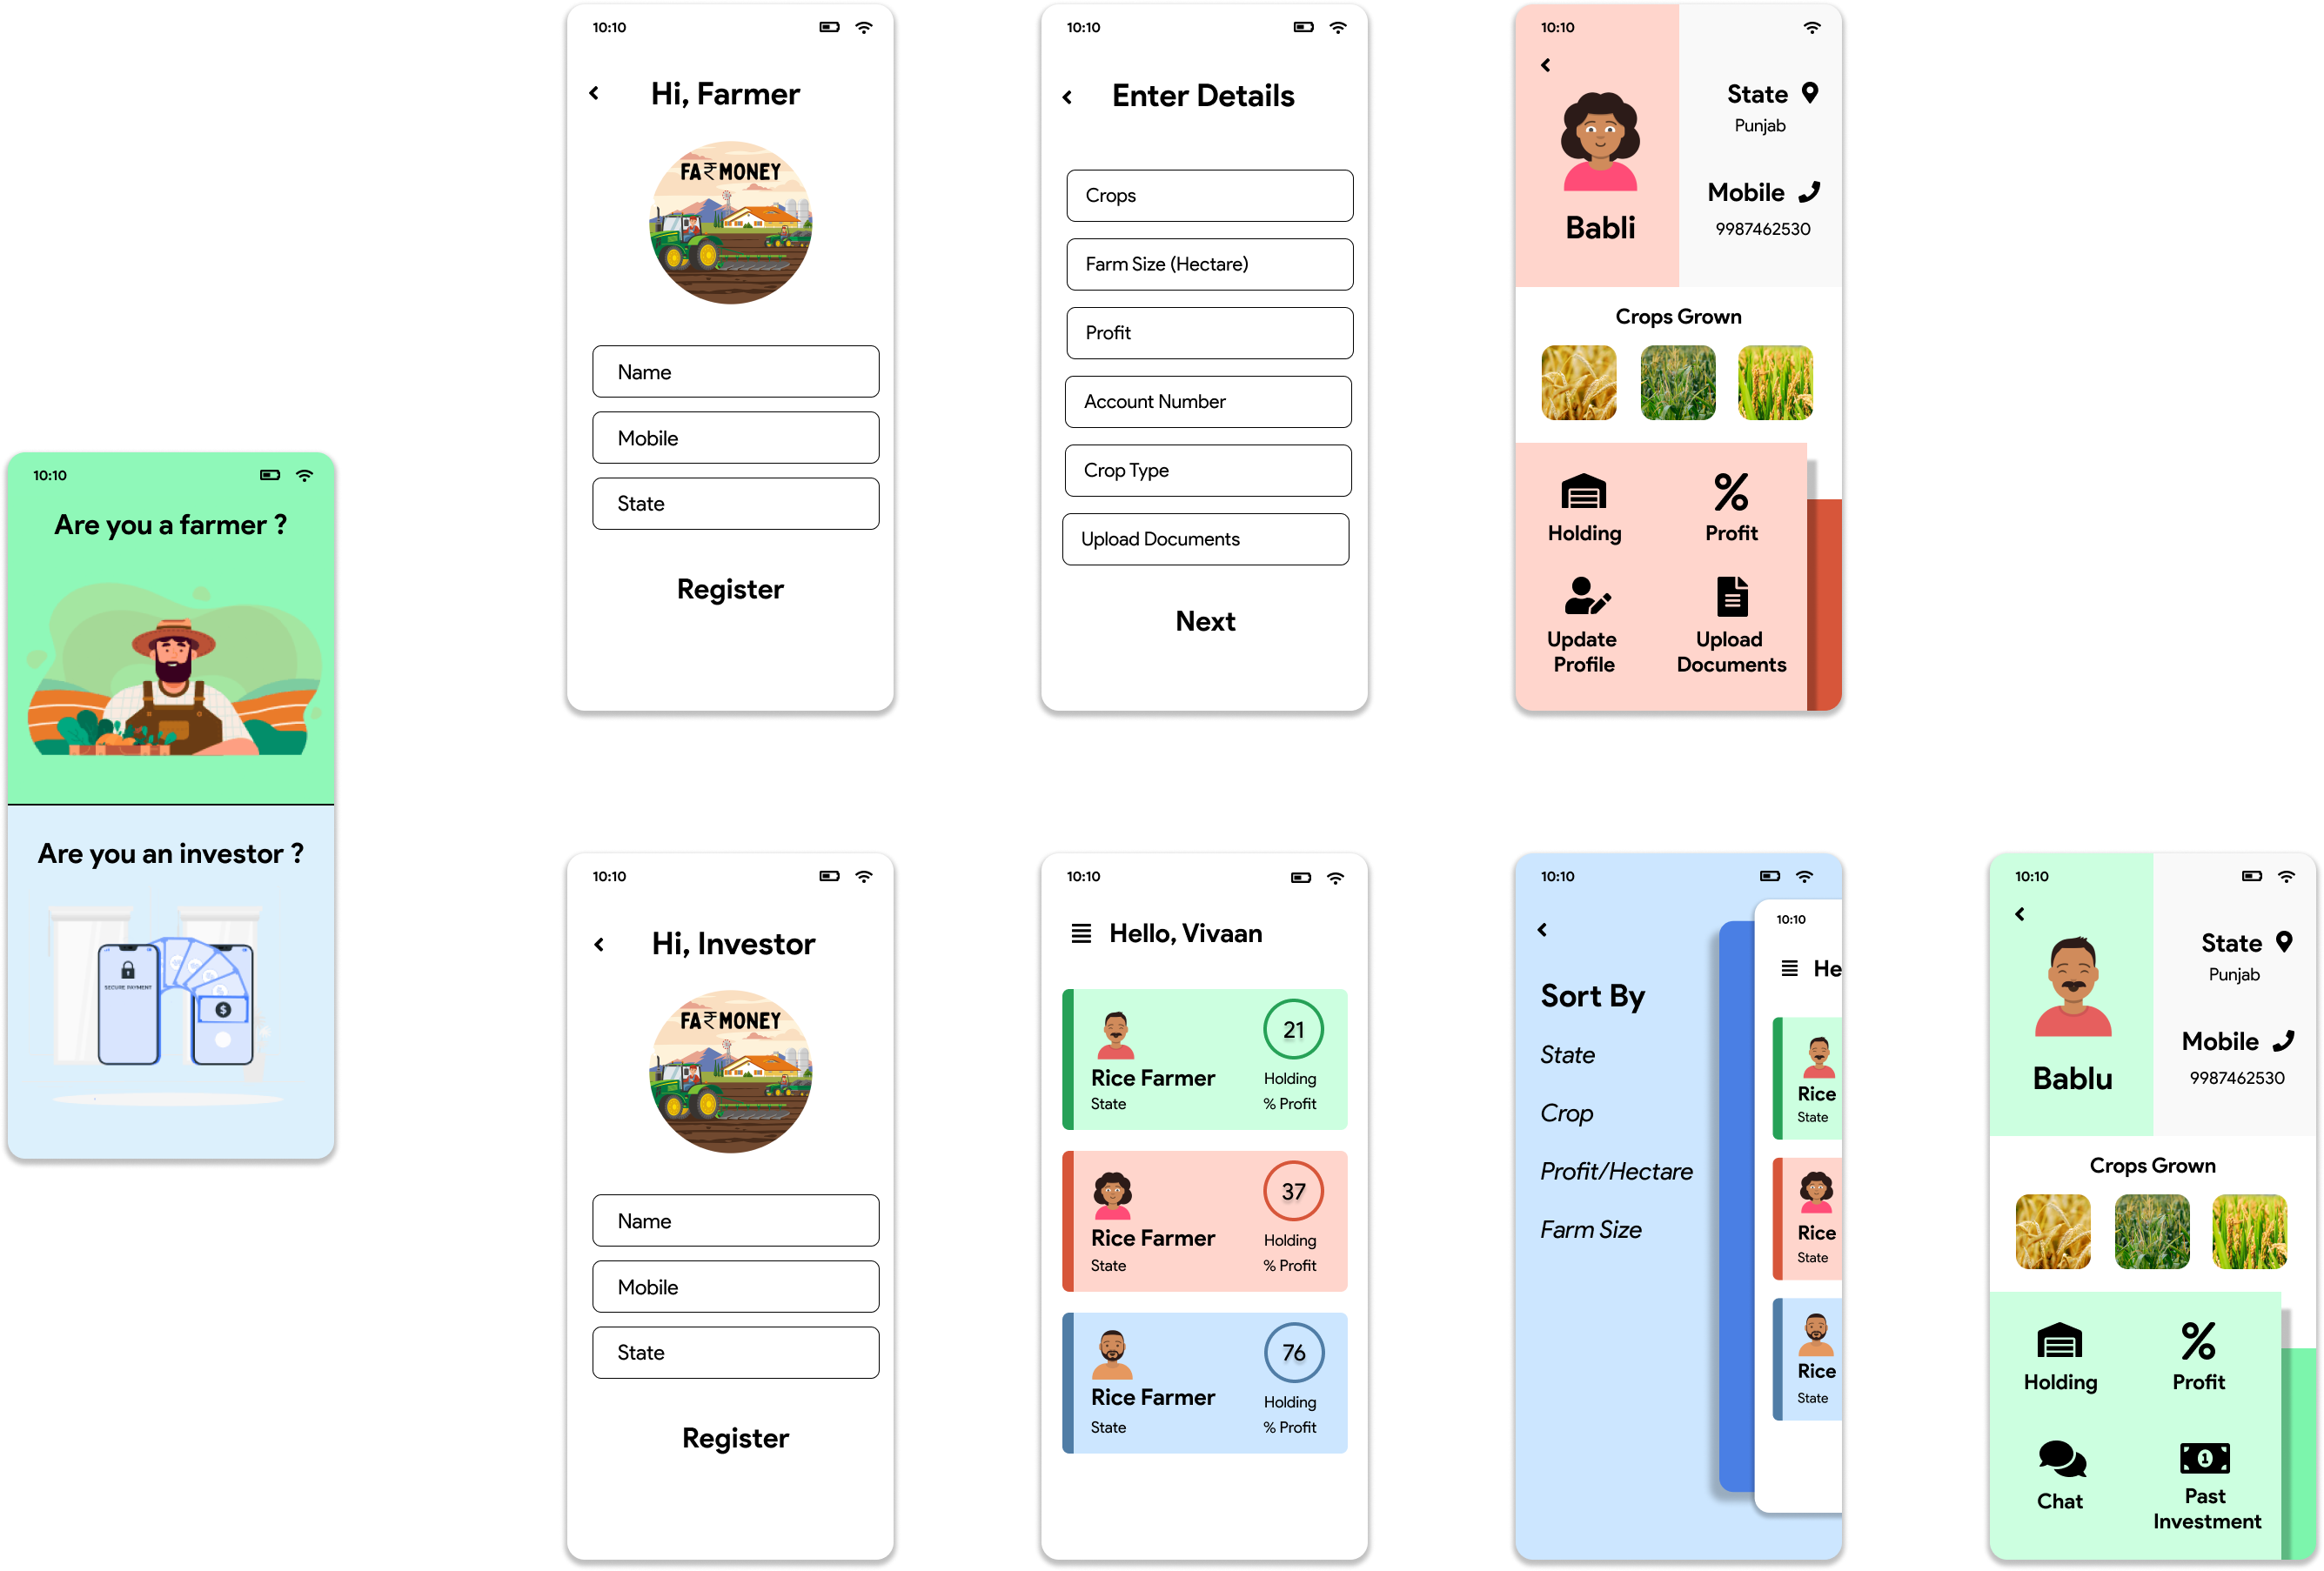 10:10
Are you a farmer ?
Are you an investor ?
SECURE PAYMENT
10:10
Hi, Farmer
FA₹MONEY
Name
Mobile
State
Register
10:10
Enter Details
Crops
Farm Size (Hectare)
Profit
Account Number
Crop Type
Upload Documents
Next
10:10
State
Punjab
Mobile
9987462530
Babli
Crops Grown
Holding
Profit
Update
Profile
Upload
Documents
10:10
Hi, Investor
FA₹MONEY
Name
Mobile
State
Register
10:10
Hello, Vivaan
21
Rice Farmer
Holding
State
% Profit
37
Rice Farmer
Holding
State
% Profit
76
Rice Farmer
Holding
State
% Profit
10:10
Sort By
State
Crop
Profit/Hectare
Farm Size
10:10
He
Rice
State
Rice
State
Rice
State
10:10
State
Punjab
Mobile
9987462530
Bablu
Crops Grown
Holding
Profit
Chat
1
Past
Investment